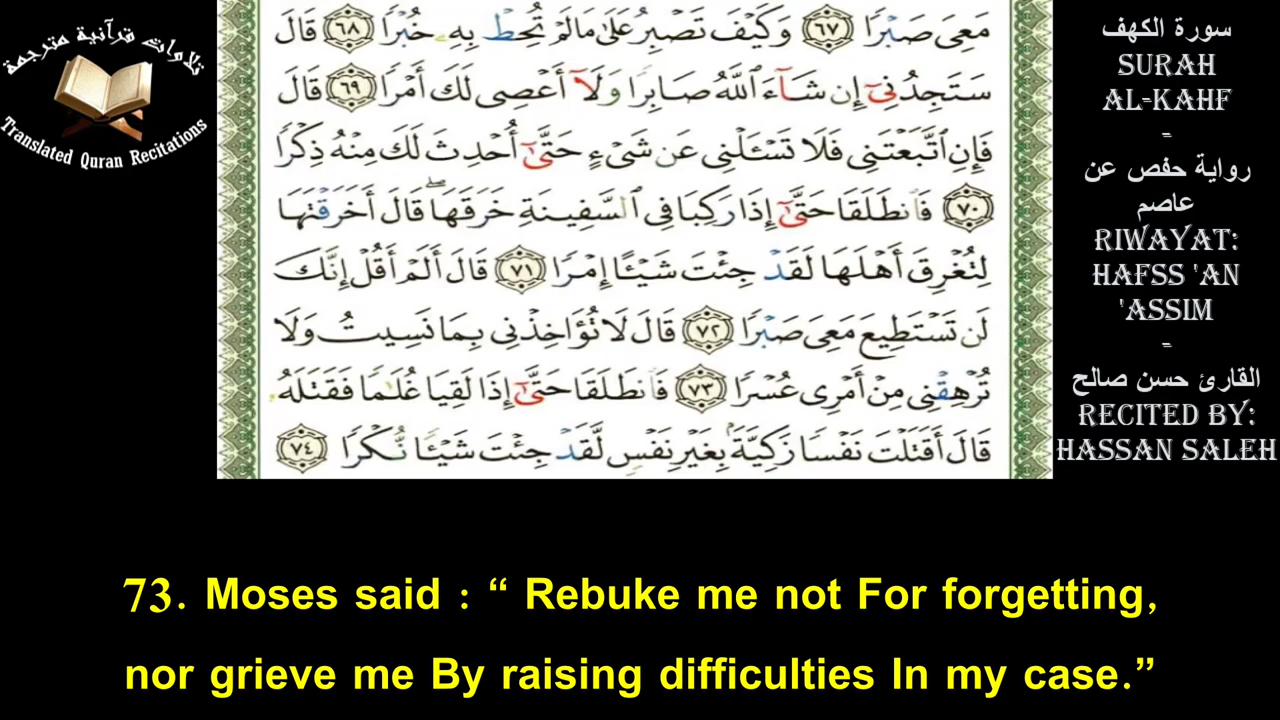 تلاوات قرآنية مترجمة
Translated Quran Recitations
مَعِىَ صَبْرًا ٦٧ وَكَيْفَ تَصْبِرُ عَلَىٰ مَا لَمْ تُحِطْ بِهِۦ خُبْرًا ٦٨ قَالَ
سَتَجِدُنِىٓ إِن شَآءَ ٱللَّهُ صَابِرًا وَلَآ أَعْصِى لَكَ أَمْرًا ٦٩ قَالَ
فَإِنِ ٱتَّبَعْتَنِى فَلَا تَسْـَٔلْنِى عَن شَىْءٍ حَتَّىٰٓ أُحْدِثَ لَكَ مِنْهُ ذِكْرًا
٧٠ فَٱنطَلَقَا حَتَّىٰٓ إِذَا رَكِبَا فِى ٱلسَّفِينَةِ خَرَقَهَا ۖ قَالَ أَخَرَقْتَهَا
لِتُغْرِقَ أَهْلَهَا لَقَدْ جِئْتَ شَيْـًٔا إِمْرًا ٧١ قَالَ أَلَمْ أَقُلْ إِنَّكَ
لَن تَسْتَطِيعَ مَعِىَ صَبْرًا ٧٢ قَالَ لَا تُؤَاخِذْنِى بِمَا نَسِيتُ وَلَا
تُرْهِقْنِى مِنْ أَمْرِى عُسْرًا ٧٣ فَٱنطَلَقَا حَتَّىٰٓ إِذَا لَقِيَا غُلَـٰمًا فَقَتَلَهُۥ
قَالَ أَقَتَلْتَ نَفْسًا زَكِيَّةًۢ بِغَيْرِ نَفْسٍ لَّقَدْ جِئْتَ شَيْـًٔا نُّكْرًا ٧٤
سورة الكهف
SURAH
AL-KAHF
-
رواية حفص عن
عاصم
RIWAYAT:
HAFSS 'AN
'ASSIM
-
القارئ حسن صالح
RECITED BY:
HASSAN SALEH
73. Moses said : “ Rebuke me not For forgetting,
nor grieve me By raising difficulties In my case.”